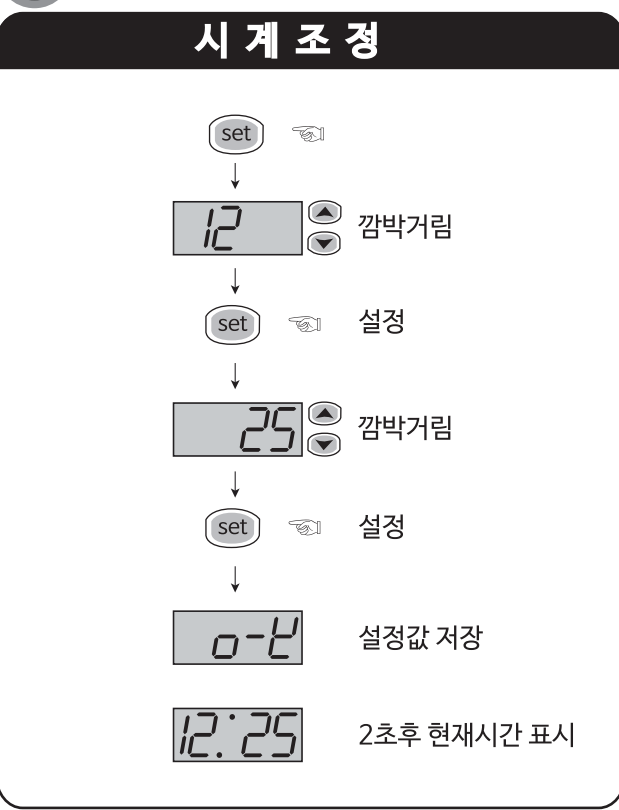 시계조정
set
12 깜박거림
set 설정
25 깜박거림
set 설정
o-k 설정값 저장
12:25 2초후 현재시간 표시